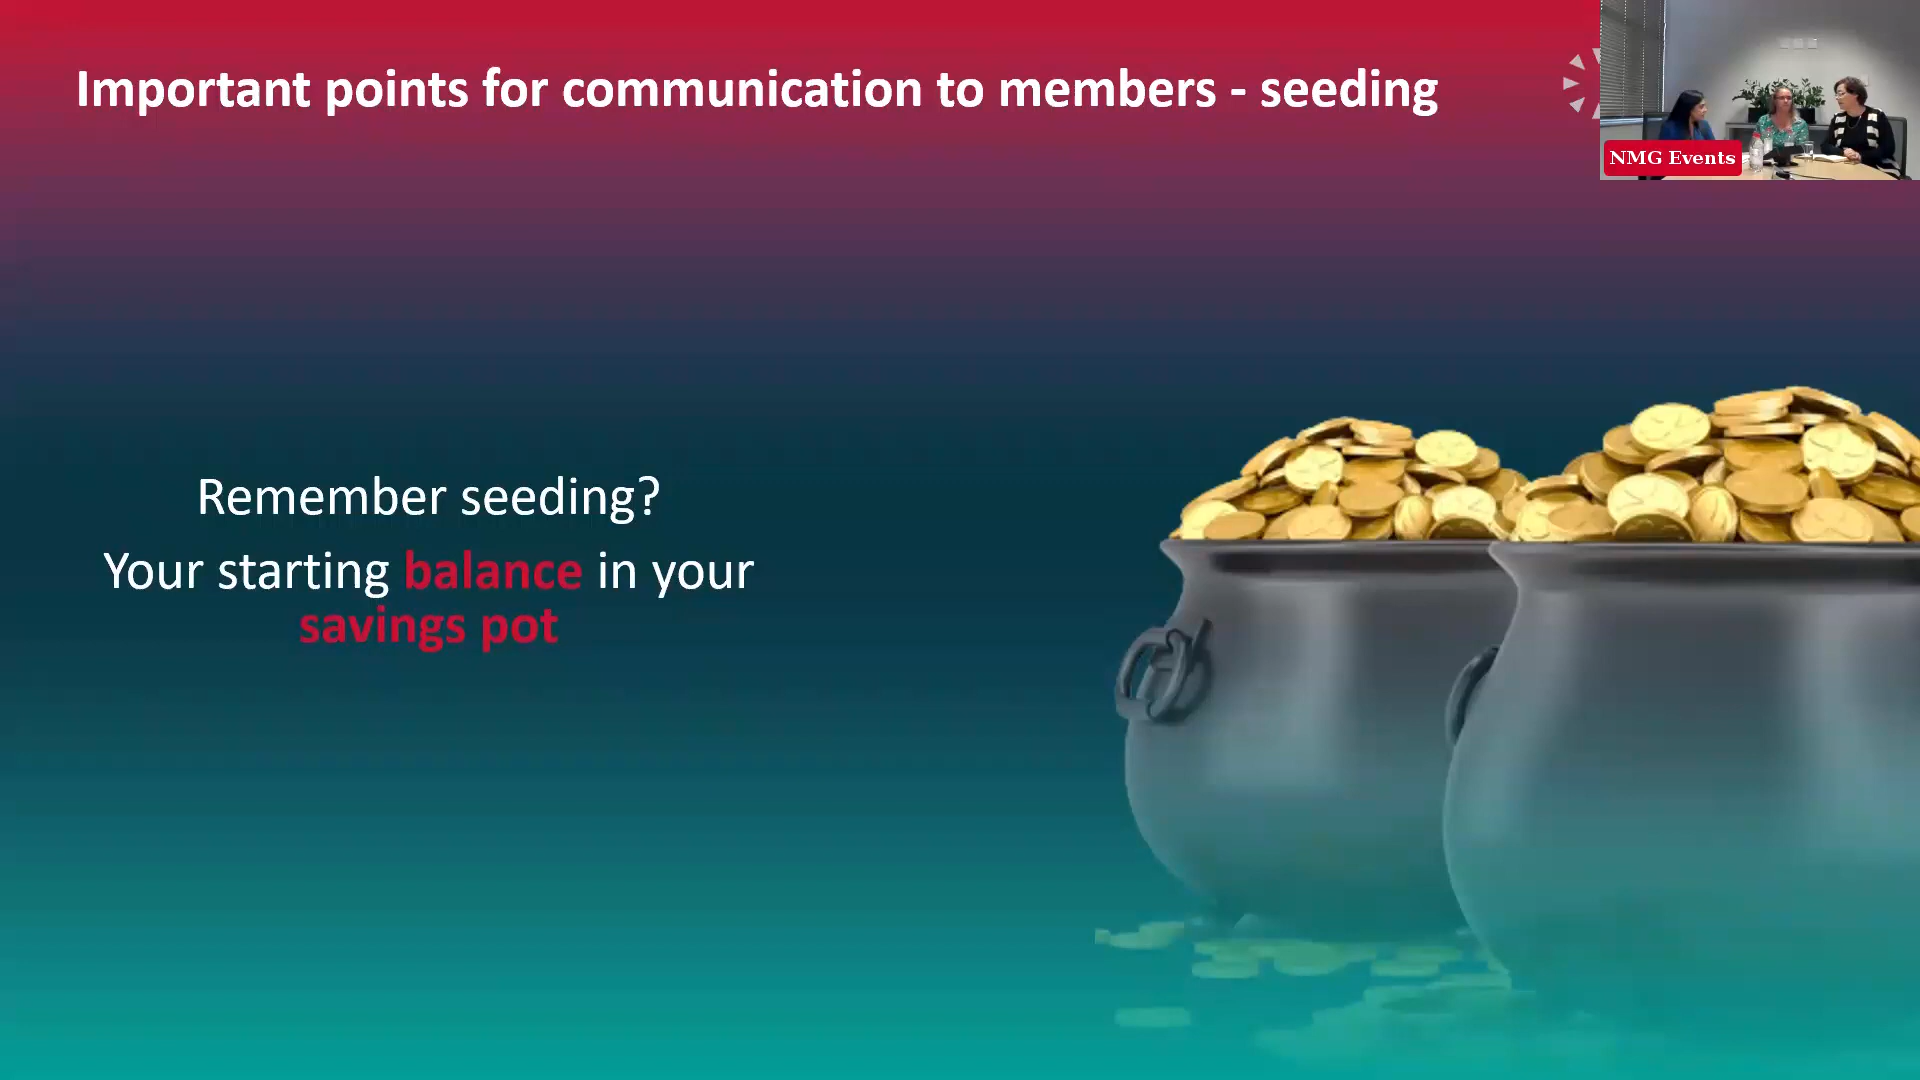 Important points for communication to members - seeding
NMG Events
Remember seeding?
Your starting balance in your
savings pot